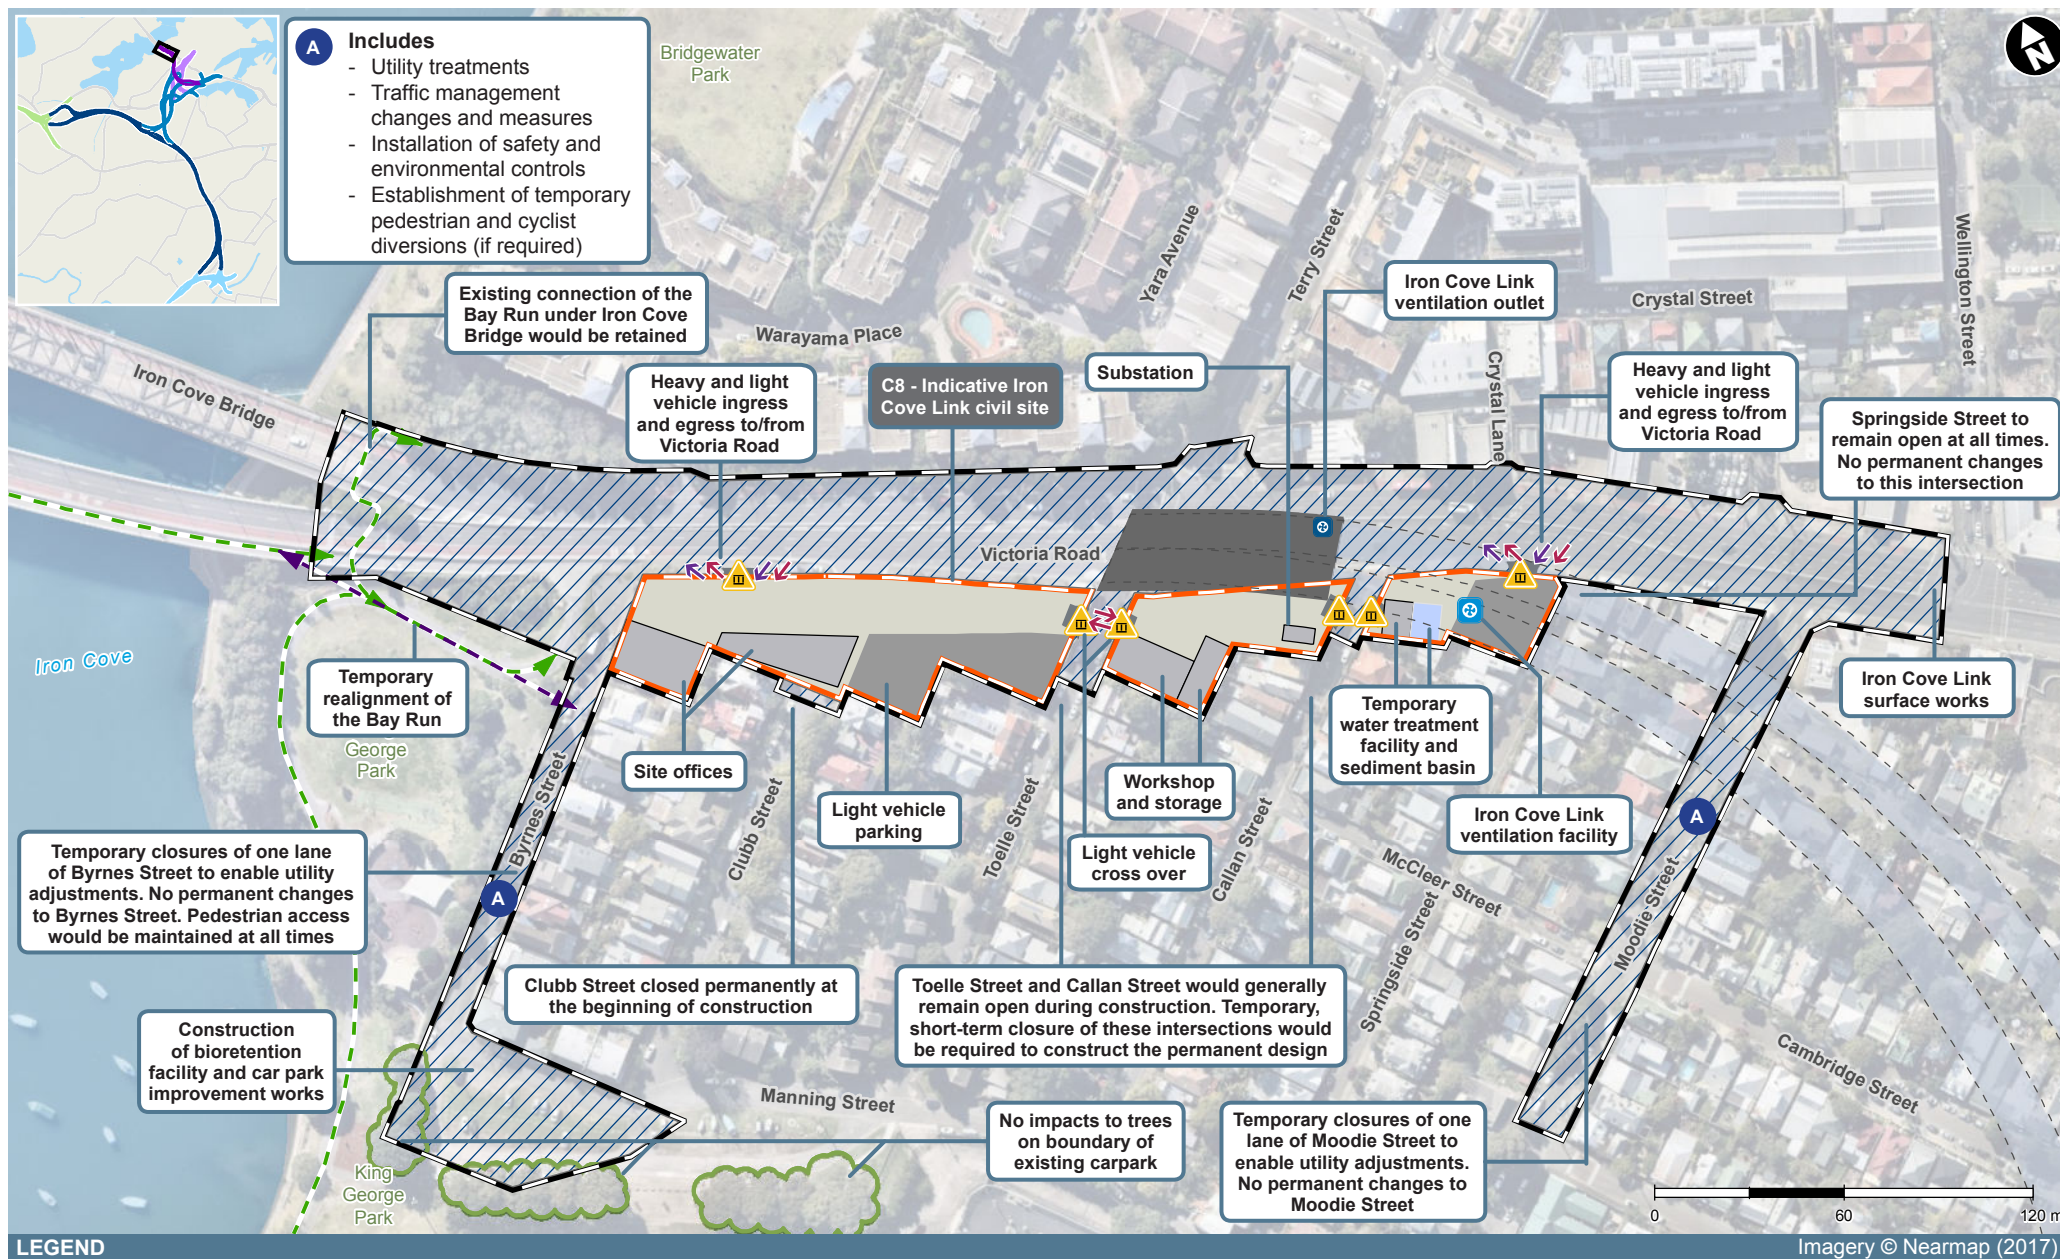 A
Includes
- Utility treatments
- Traffic management
changes and measures
- Installation of safety and
environmental controls
- Establishment of temporary
pedestrian and cyclist
diversions (if required)
Bridgewater
Park
N
Existing connection of the
Bay Run under Iron Cove
Bridge would be retained
Warayama Place
Yara Avenue
Terry Street
Iron Cove Link
ventilation outlet
Crystal Street
Wellington Street
Crystal Lane
Iron Cove Bridge
Heavy and light
vehicle ingress
and egress to/from
Victoria Road
C8 - Indicative Iron
Cove Link civil site
Substation
Heavy and light
vehicle ingress
and egress to/from
Victoria Road
Springside Street to
remain open at all times.
No permanent changes
to this intersection
Victoria Road
Iron Cove
Temporary
realignment of
the Bay Run
George
Park
Site offices
Light vehicle
parking
Workshop
and storage
Light vehicle
cross over
Temporary
water treatment
facility and
sediment basin
Iron Cove Link
ventilation facility
Iron Cove Link
surface works
Byrnes Street
Clubb Street
Toelle Street
Callan Street
McCleer Street
Springside Street
Moodie Street
A
A
Temporary closures of one lane
of Byrnes Street to enable utility
adjustments. No permanent changes
to Byrnes Street. Pedestrian access
would be maintained at all times
Clubb Street closed permanently at
the beginning of construction
Toelle Street and Callan Street would generally
remain open during construction. Temporary,
short-term closure of these intersections would
be required to construct the permanent design
Construction
of bioretention
facility and car park
improvement works
Manning Street
Cambridge Street
No impacts to trees
on boundary of
existing carpark
Temporary closures of one
lane of Moodie Street to
enable utility adjustments.
No permanent changes to
Moodie Street
King
George
Park
0 60 120 m
LEGEND
Imagery © Nearmap (2017)